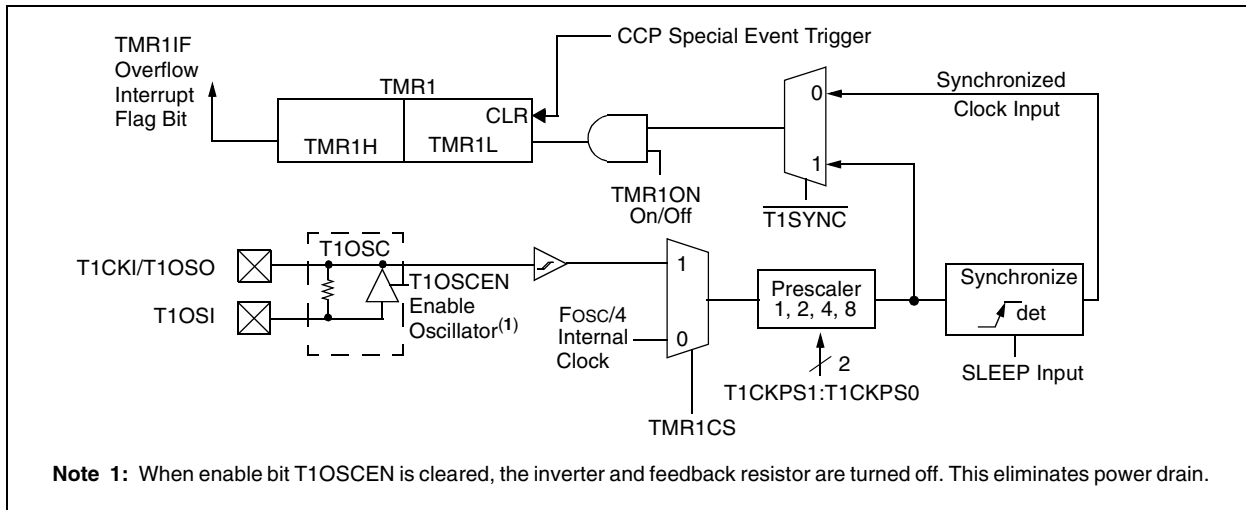 TMR1IF
Overflow
Interrupt
Flag Bit
CCP Special Event Trigger
TMR1
CLR
TMR1H
TMR1L
TMR1ON
On/Off
0
1
T1SYNC
Synchronized
Clock Input
T1CKI/T1OSO
T1OSI
T1OSC
T1OSCEN
Enable
Oscillator(1)
FOSC/4
Internal
Clock
1
0
TMR1CS
Prescaler
1, 2, 4, 8
2
T1CKPS1:T1CKPS0
Synchronize
det
SLEEP Input
Note 1: When enable bit T1OSCEN is cleared, the inverter and feedback resistor are turned off. This eliminates power drain.